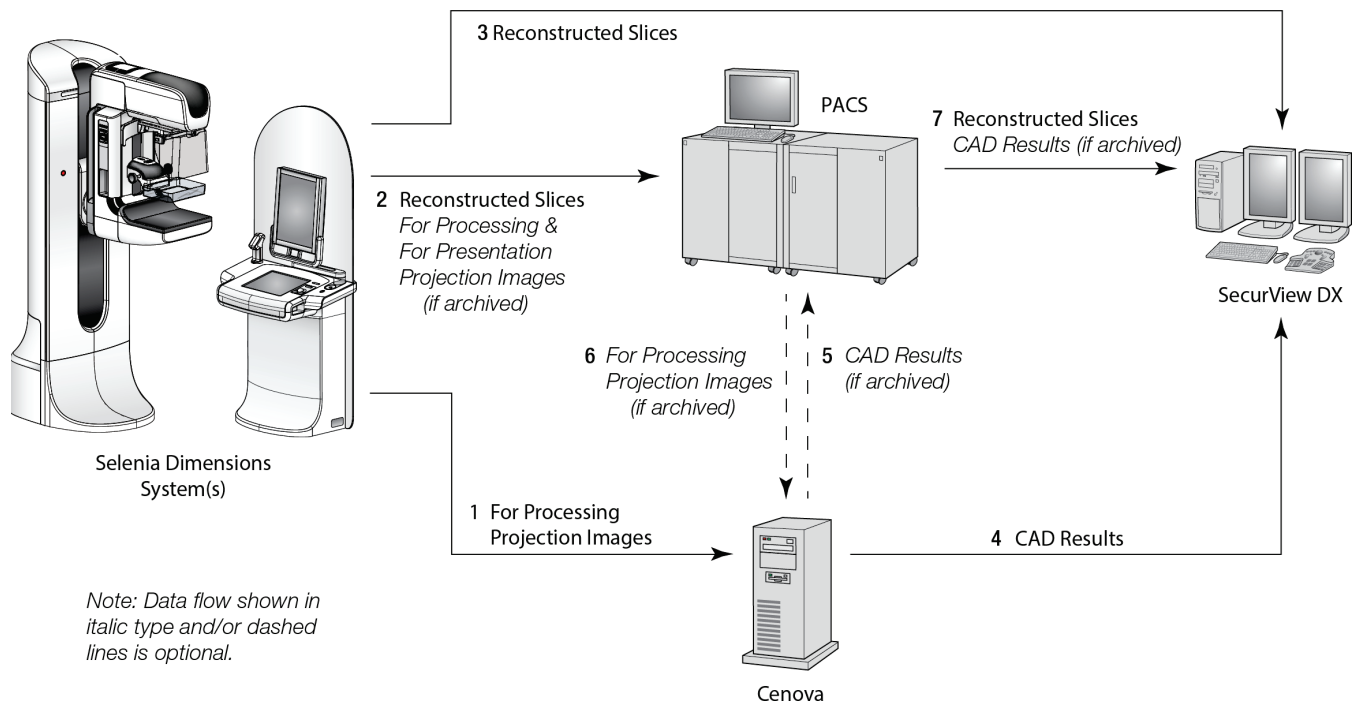 3 Reconstructed Slices
PACS
7 Reconstructed Slices
CAD Results (if archived)
2 Reconstructed Slices
For Processing &
For Presentation
Projection Images
(if archived)
SecurView DX
6 For Processing
Projection Images
(if archived)
5 CAD Results
(if archived)
Selenia Dimensions
System(s)
1 For Processing
Projection Images
4 CAD Results
Note: Data flow shown in
italic type and/or dashed
lines is optional.
Cenova